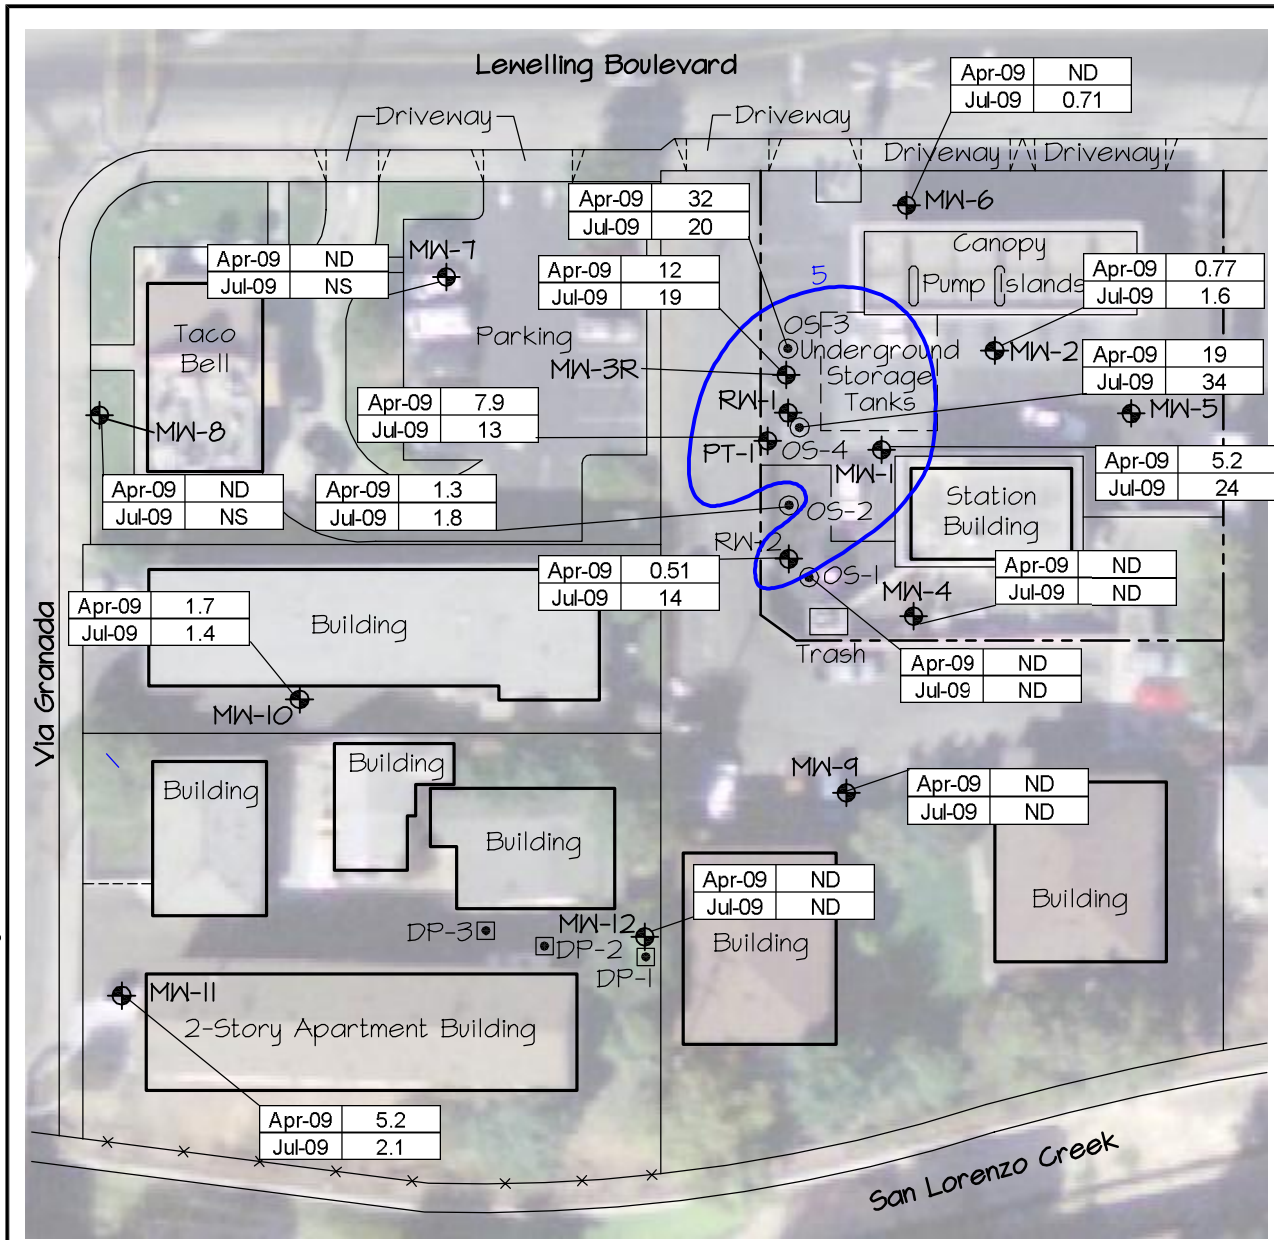 Lewelling Boulevard
Apr-09 ND
Jul-09 0.71
Driveway
Driveway
Driveway
Driveway
MW-6
Apr-09 32
Jul-09 20
Canopy
Pump Islands
MW-7
Apr-09 ND
Jul-09 NS
Apr-09 12
Jul-09 19
5
Apr-09 0.77
Jul-09 1.6
Taco
Bell
Parking
OS-3
Underground
Storage
Tanks
MW-2
MW-3R
Apr-09 19
Jul-09 34
Apr-09 7.9
Jul-09 13
RW-1
MW-5
MW-8
PT-1
OS-4
MW-1
Apr-09 5.2
Jul-09 24
Apr-09 ND
Jul-09 NS
Apr-09 1.3
Jul-09 1.8
OS-2
Station
Building
RW-2
Apr-09 0.51
Jul-09 14
OS-1
Apr-09 ND
Jul-09 ND
MW-4
Apr-09 1.7
Jul-09 1.4
Building
Trash
Apr-09 ND
Jul-09 ND
MW-10
Via Granada
Building
Building
MW-9
Apr-09 ND
Jul-09 ND
Building
Apr-09 ND
Jul-09 ND
Building
MW-12
DP-3
DP-2
DP-1
Building
MW-11
2-Story Apartment Building
Apr-09 5.2
Jul-09 2.1
San Lorenzo Creek